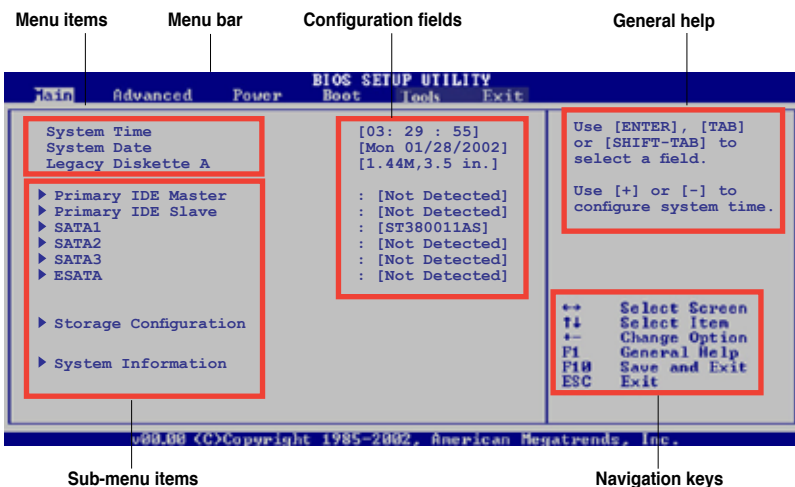 Menu items Menu bar Configuration fields General help
BIOS SETUP UTILITY
Main Advanced Power Boot Tools Exit
System Time [03: 29 : 55]
System Date [Mon 01/28/2002]
Legacy Diskette A [1.44M,3.5 in.]
Primary IDE Master : [Not Detected]
Primary IDE Slave : [Not Detected]
SATA1 : [ST380011AS]
SATA2 : [Not Detected]
SATA3 : [Not Detected]
ESATA : [Not Detected]
Storage Configuration
System Information
Use [ENTER], [TAB]
or [SHIFT-TAB] to
select a field.
Use [+] or [-] to
configure system time.
↔ Select Screen
↑↓ Select Item
+- Change Option
F1 General Help
F10 Save and Exit
ESC Exit
v00.00 (C)Copyright 1985-2002, American Megatrends, Inc.
Sub-menu items Navigation keys